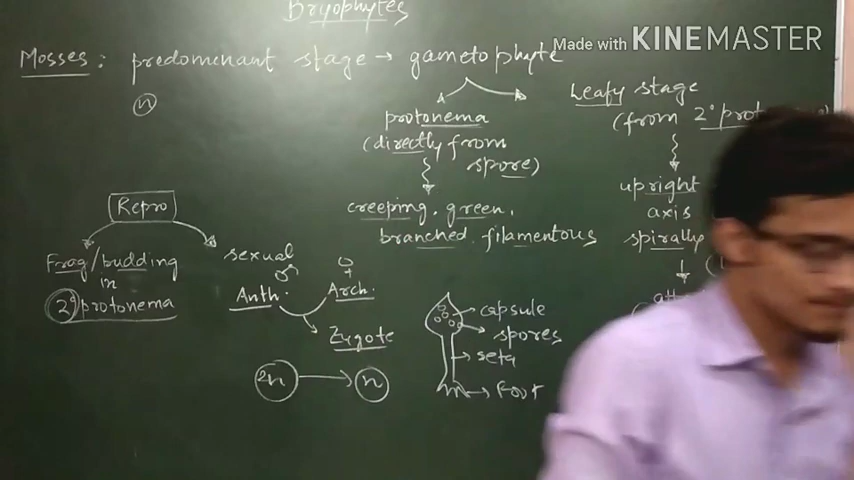 Bryophytes
Made with KINEMASTER
Mosses: predominant stage → gametophyte
n
Leafy stage
(from 2°
protonema
(directly from
spore)
upright
axis
spirally
creeping, green,
branched, filamentous
Repro
Frag/budding
in
2° protonema
sexual
♂ ♀
Anth. Arch.
Zygote
2n → n
capsule
spores
seta
Foot